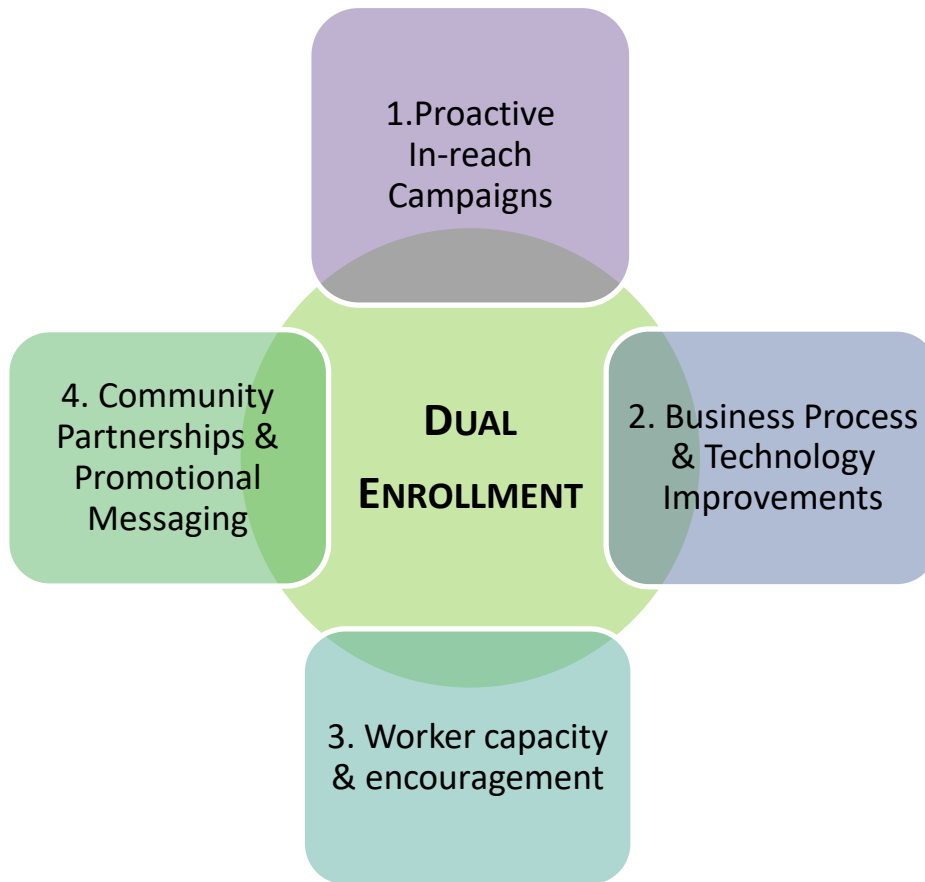 1.Proactive
In-reach
Campaigns
4. Community
Partnerships &
Promotional
Messaging
DUAL
ENROLLMENT
2. Business Process
& Technology
Improvements
3. Worker capacity
& encouragement